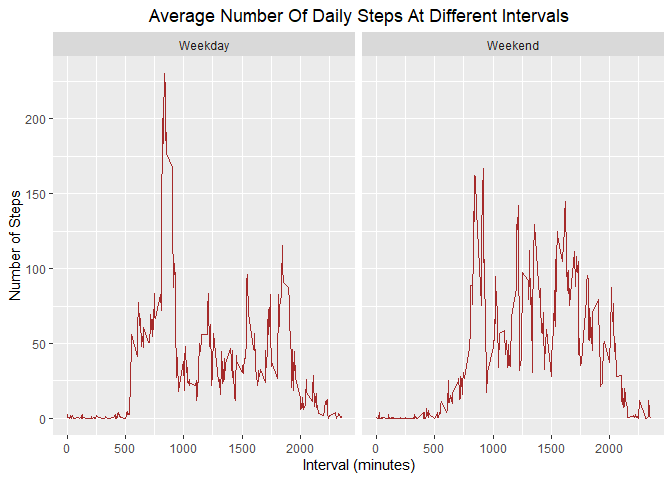 Average Number Of Daily Steps At Different Intervals
Weekday Weekend
200
150
100
50
0
Number of Steps
0 500 1000 1500 2000 0 500 1000 1500 2000
Interval (minutes)